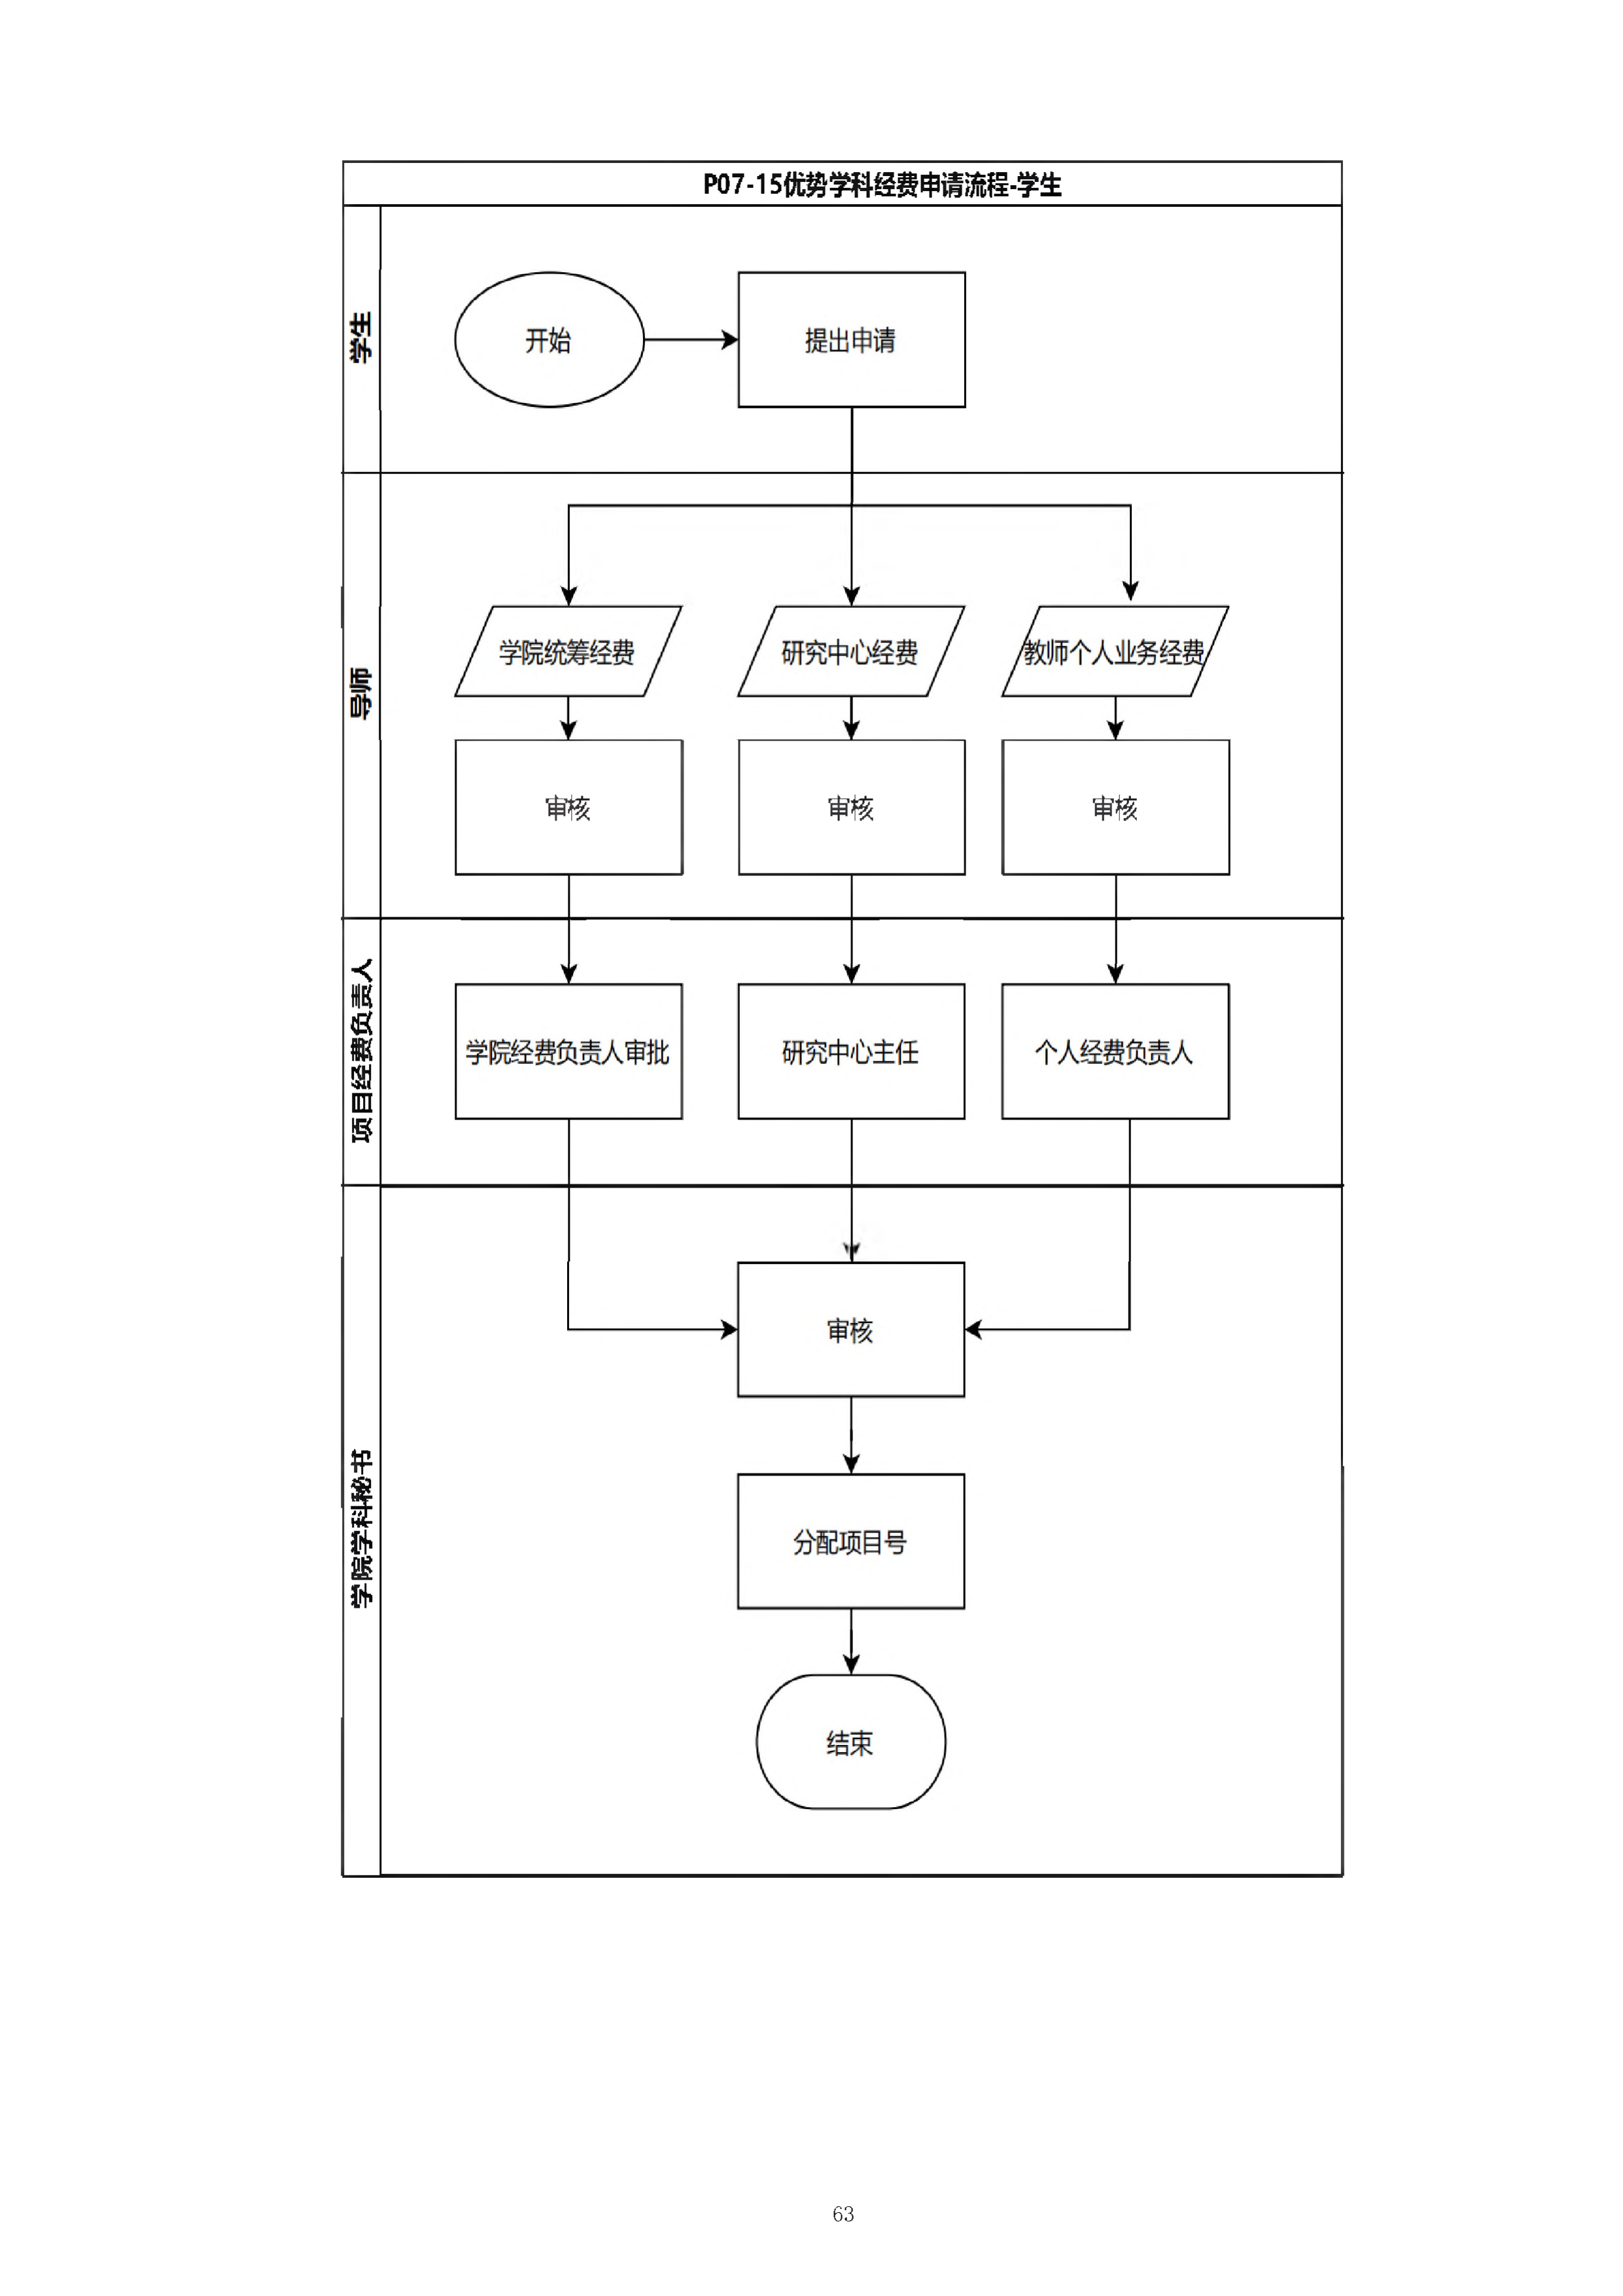 P07-15优势学科经费申请流程-学生
学生
开始
提出申请
导师
学院统筹经费
研究中心经费
教师个人业务经费
审核
审核
审核
项目经费负责人
学院经费负责人审批
研究中心主任
个人经费负责人
学院学科秘书
审核
分配项目号
结束
63